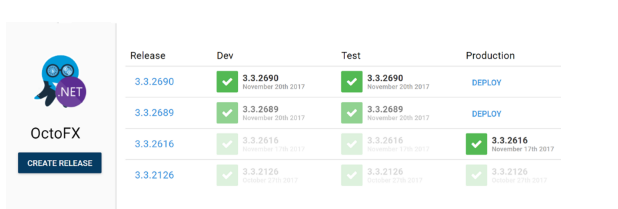 Release Dev Test Production
.NET
OctoFX
CREATE RELEASE
3.3.2690 3.3.2690 3.3.2690 DEPLOY
November 20th 2017 November 20th 2017
3.3.2689 3.3.2689 3.3.2689 DEPLOY
November 20th 2017 November 20th 2017
3.3.2616 3.3.2616 3.3.2616 3.3.2616
November 17th 2017 November 17th 2017 November 17th 2017
3.3.2126 3.3.2126 3.3.2126 3.3.2126
October 27th 2017 October 27th 2017 October 27th 2017